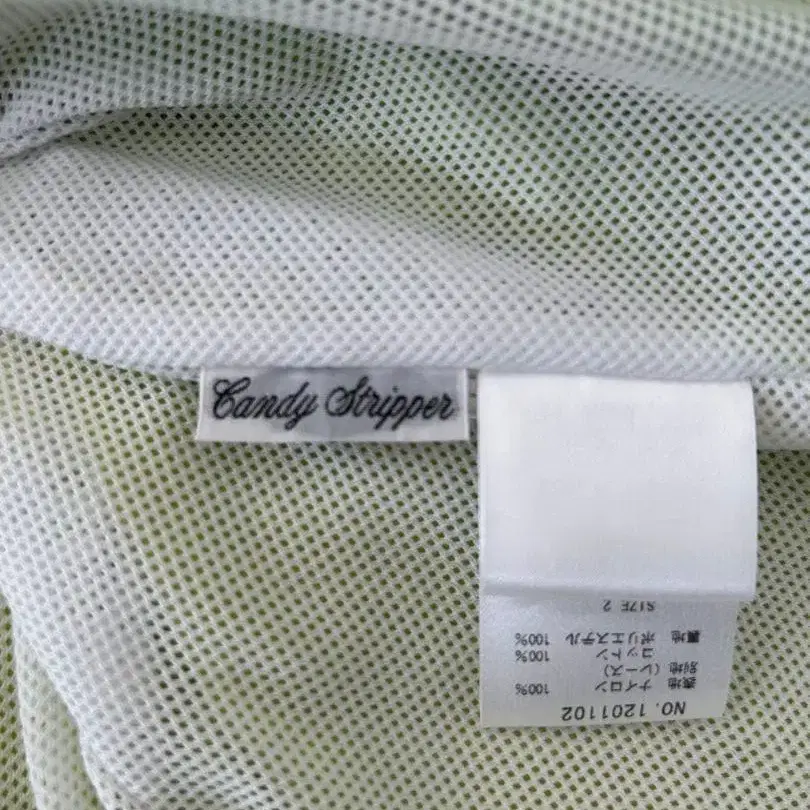 Candy Stripper
NO. 1201102
表地 ナイロン 100%
別地 (レース)
コットン 100%
裏地 ポリエステル 100%
SIZE 2